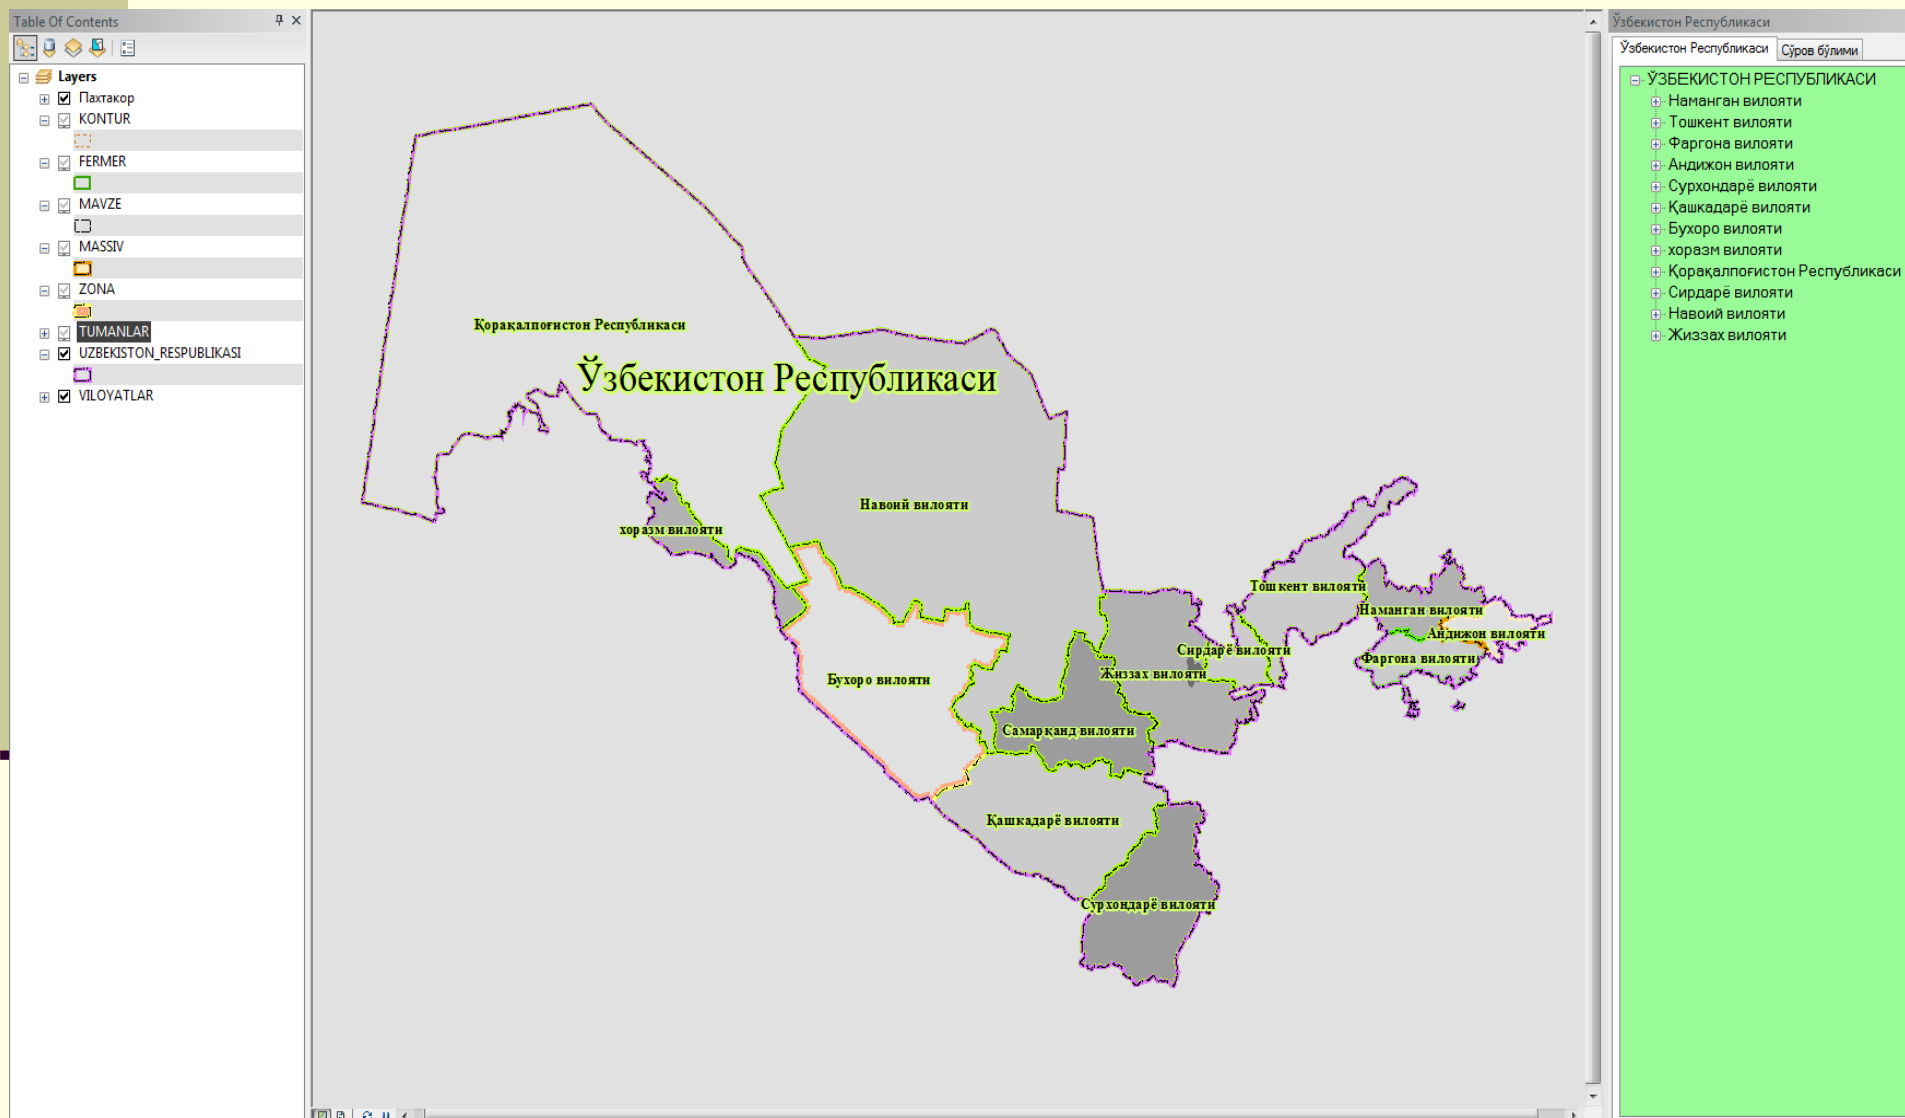 Table Of Contents
Layers
Пахтакор
KONTUR
FERMER
MAVZE
MASSIV
ZONA
TUMANLAR
UZBEKISTON_RESPUBLIKASI
VILOYATLAR
Қорақалпоғистон Республикаси
Ўзбекистон Республикаси
Навоий вилояти
хоразм вилояти
Тошкент вилояти
Наманган вилояти
Андижон вилояти
Сирдарё вилояти
Фаргона вилояти
Жиззах вилояти
Бухоро вилояти
Самарқанд вилояти
Қашкадарё вилояти
Сурхондарё вилояти
Ўзбекистон Республикаси
Ўзбекистон Республикаси Сўров бўлими
ЎЗБЕКИСТОН РЕСПУБЛИКАСИ
Наманган вилояти
Тошкент вилояти
Фаргона вилояти
Андижон вилояти
Сурхондарё вилояти
Қашкадарё вилояти
Бухоро вилояти
хоразм вилояти
Қорақалпоғистон Республикаси
Сирдарё вилояти
Навоий вилояти
Жиззах вилояти